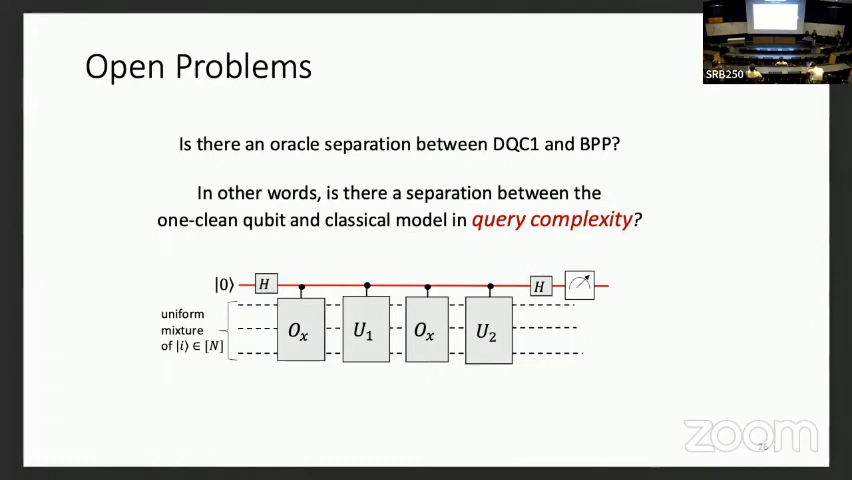 Open Problems
SRB250
Is there an oracle separation between DQC1 and BPP?
In other words, is there a separation between the
one-clean qubit and classical model in query complexity?
|0⟩ H H
uniform
mixture
of |i⟩ ∈ [N]
O_x U_1 O_x U_2
zoom
26